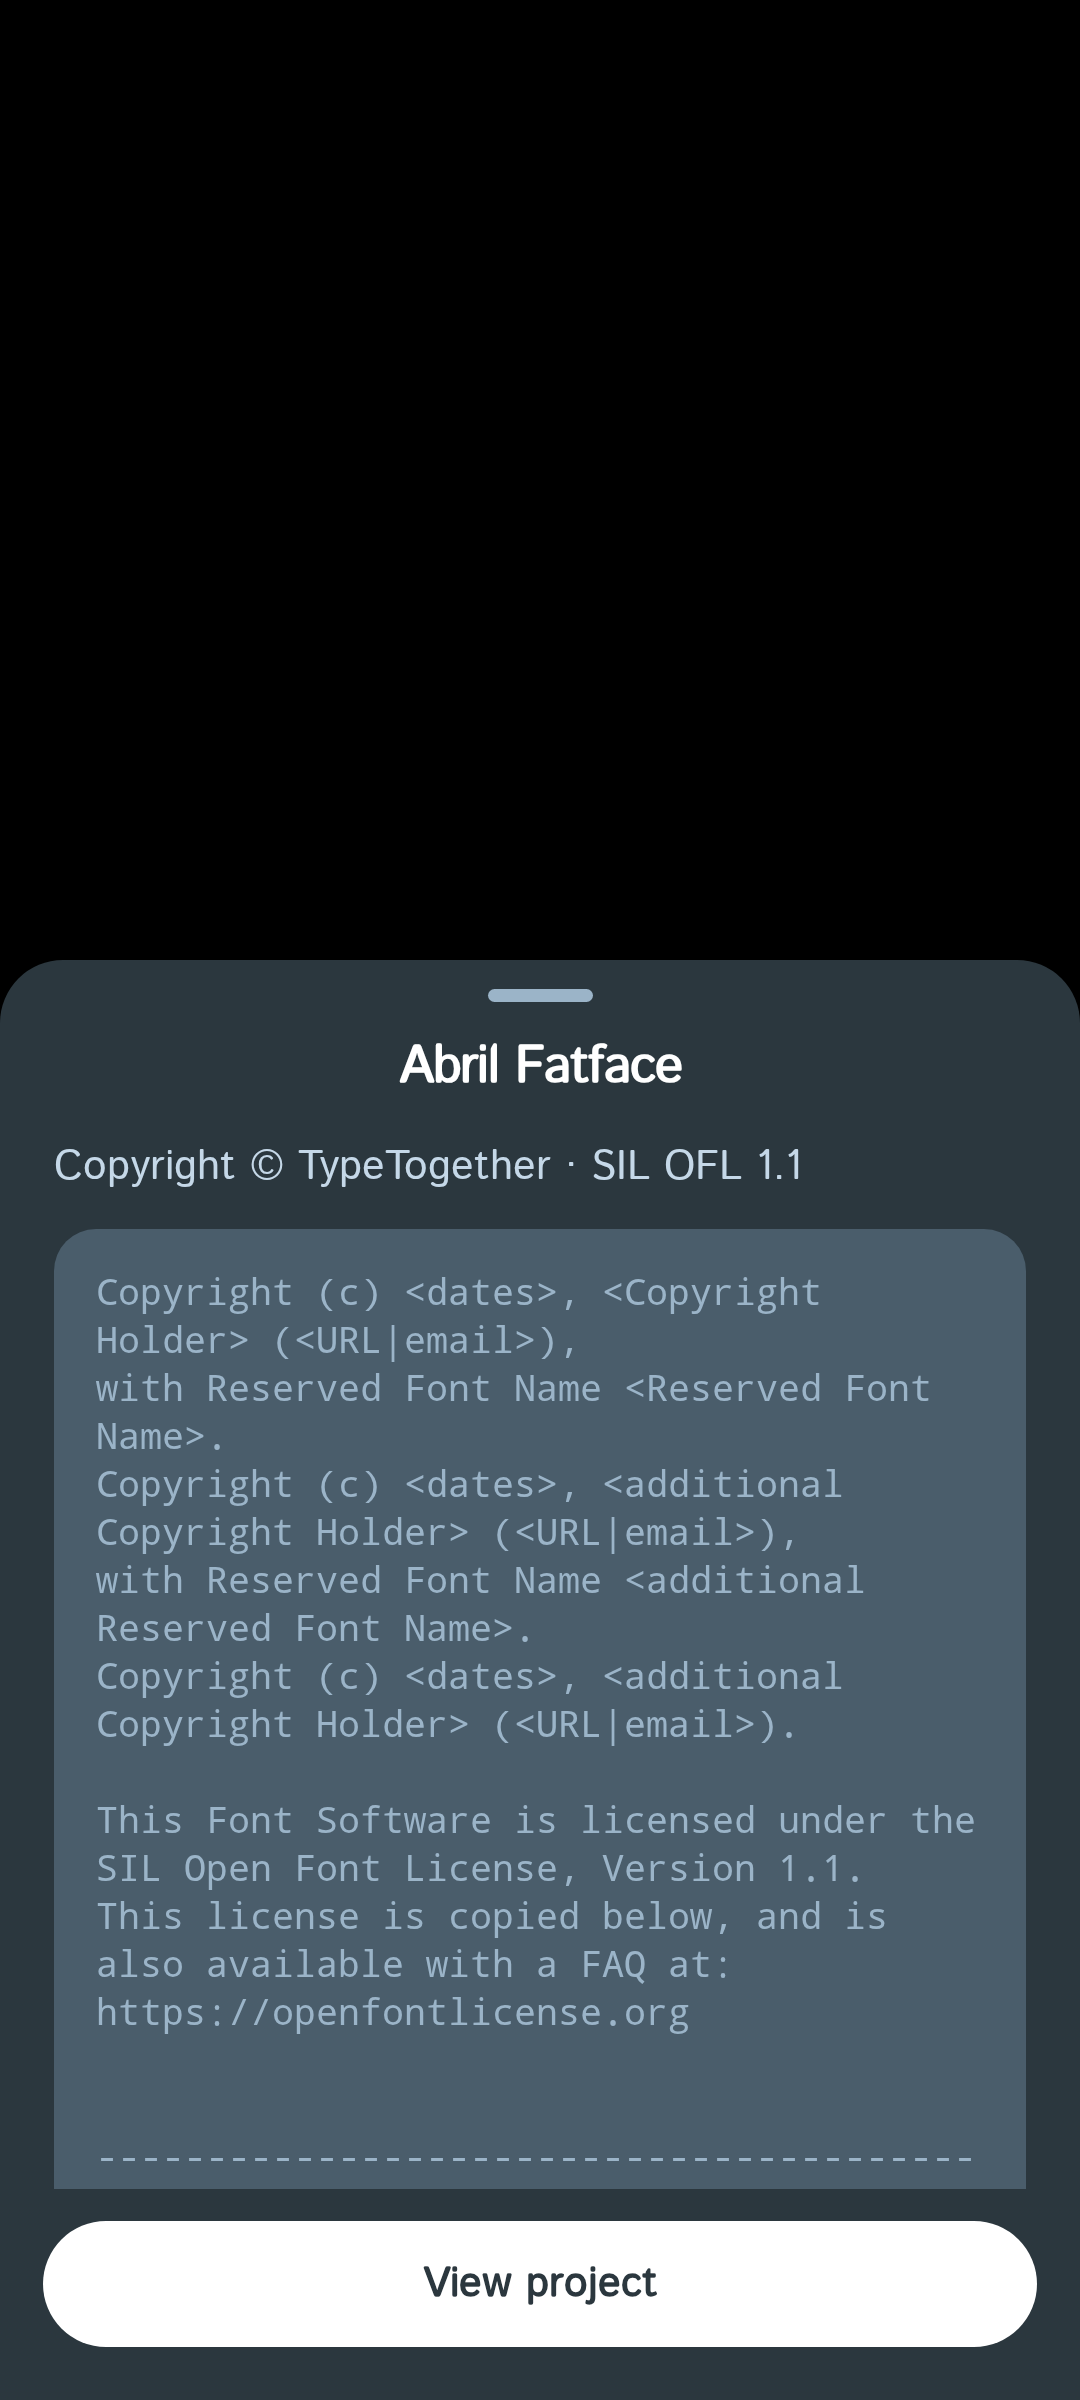 Abril Fatface
Copyright © TypeTogether · SIL OFL 1.1
Copyright (c) <dates>, <Copyright
Holder> (<URL|email>),
with Reserved Font Name <Reserved Font
Name>.
Copyright (c) <dates>, <additional
Copyright Holder> (<URL|email>),
with Reserved Font Name <additional
Reserved Font Name>.
Copyright (c) <dates>, <additional
Copyright Holder> (<URL|email>).
This Font Software is licensed under the
SIL Open Font License, Version 1.1.
This license is copied below, and is
also available with a FAQ at:
https://openfontlicense.org
----------------------------------------
View project